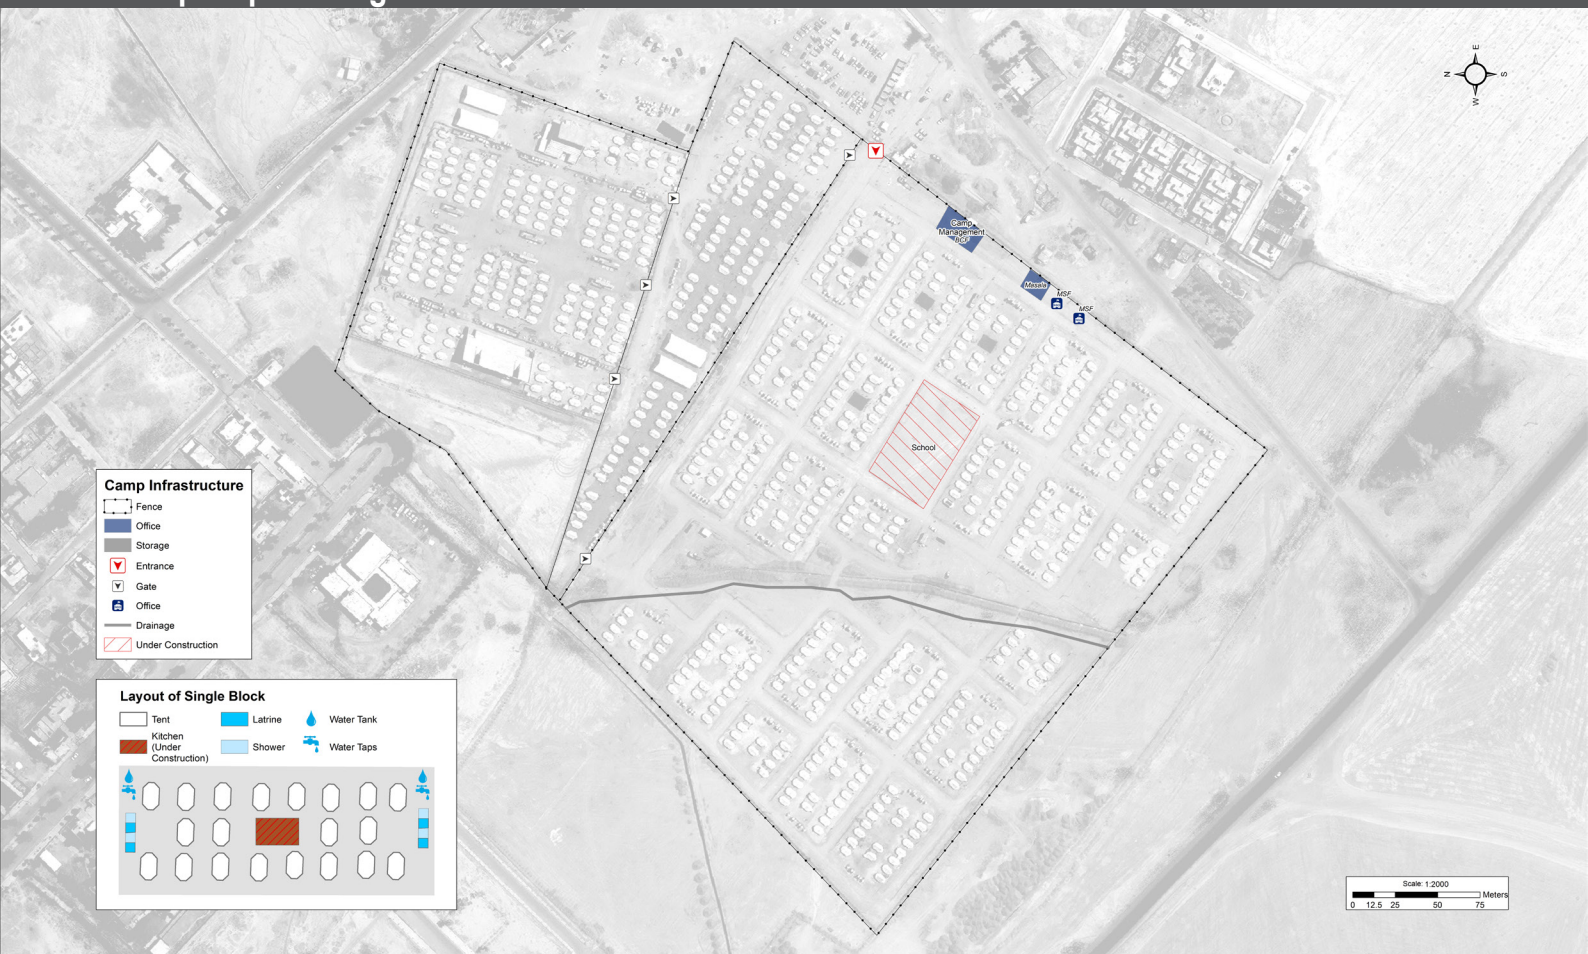 E
N
S
W
Camp
Management
BCF
Masala
MSF
MSF
School
Camp Infrastructure
Fence
Office
Storage
Entrance
Gate
Office
Drainage
Under Construction
Layout of Single Block
Tent
Latrine
Water Tank
Kitchen
(Under
Construction)
Shower
Water Taps
Scale: 1:2000
Meters
0 12.5 25 50 75